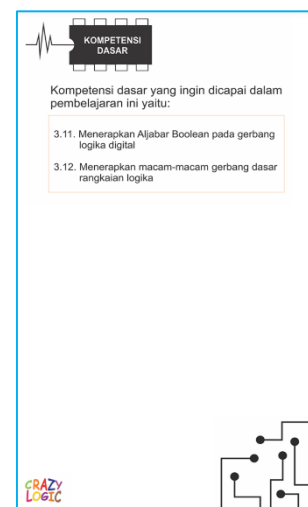 KOMPETENSI
DASAR
Kompetensi dasar yang ingin dicapai dalam
pembelajaran ini yaitu:
3.11. Menerapkan Aljabar Boolean pada gerbang
logika digital
3.12. Menerapkan macam-macam gerbang dasar
rangkaian logika
CRAZY
LOGIC